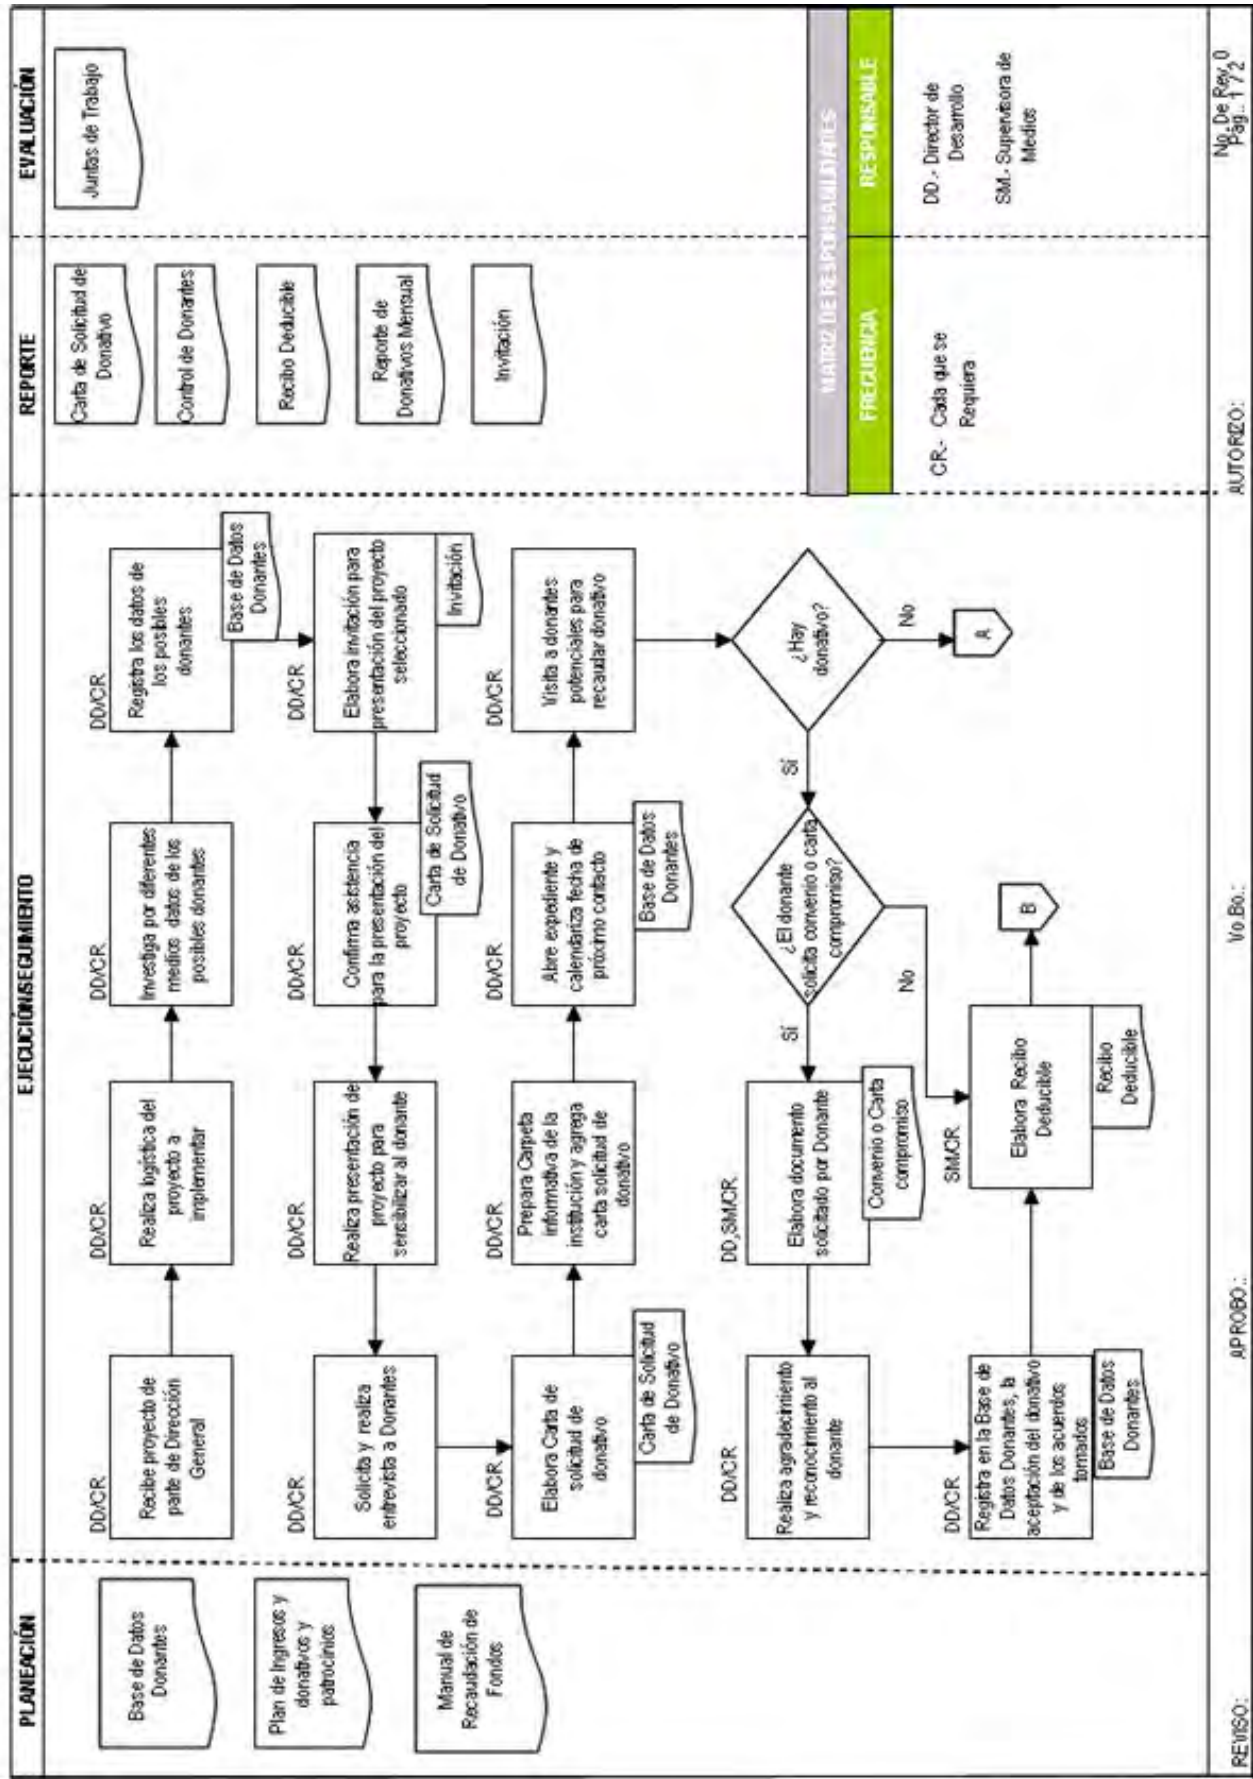 PLANEACIÓN
EJECUCIÓN/SEGUIMIENTO
REPORTE
EVALUACIÓN
Base de Datos
Donantes
Plan de Ingresos y
donativos y
patrocinios.
Manual de
Recaudación de
Fondos
DD/CR
Recibe proyecto de
parte de Dirección
General
DD/CR
Realiza logística del
proyecto a
implementar
DD/CR
Investiga por diferentes
medios datos de los
posibles donantes
DD/CR
Registra los datos de
los posibles
donantes
Base de Datos
Donantes
DD/CR
Elabora invitación para
presentación del proyecto
seleccionado
Invitación
DD/CR
Confirma asistencia
para la presentación del
proyecto
Carta de Solicitud
de Donativo
DD/CR
Realiza presentación de
proyecto para
sensibilizar al donante
DD/CR
Solicita y realiza
entrevista a Donantes
DD/CR
Elabora Carta de
solicitud de
donativo
Carta de Solicitud
de Donativo
DD/CR
Prepara Carpeta
informativa de la
institución y agrega
carta solicitud de
donativo
DD/CR
Abre expediente y
calendariza fecha de
próximo contacto
Base de Datos
Donantes
DD/CR
Visita a donantes
potenciales para
recaudar donativo
¿Hay
donativo?
No
A
Sí
¿El donante
solicita convenio o carta
compromiso?
No
Sí
DD,SM/CR
Elabora documento
solicitado por Donante
Convenio o Carta
compromiso
DD/CR
Realiza agradecimiento
y reconocimiento al
donante
DD/CR
Registra en la Base de
Datos Donantes, la
aceptación del donativo
y de los acuerdos
tomados
Base de Datos
Donantes
SM/CR
Elabora Recibo
Deducible
Recibo
Deducible
B
Carta de Solicitud de
Donativo
Control de Donantes
Recibo Deducible
Reporte de
Donativos Mensual
Invitación
Juntas de Trabajo
MATRIZ DE RESPONSABILIDADES
FRECUENCIA
RESPONSABLE
CR.- Cada que se
Requiera
DD.- Director de
Desarrollo
SM.- Supervisora de
Medios
REVISO:
APROBO.:
Vo.Bo.:
AUTORIZO:
No. De Rev. 0
Pág.. 1 / 2